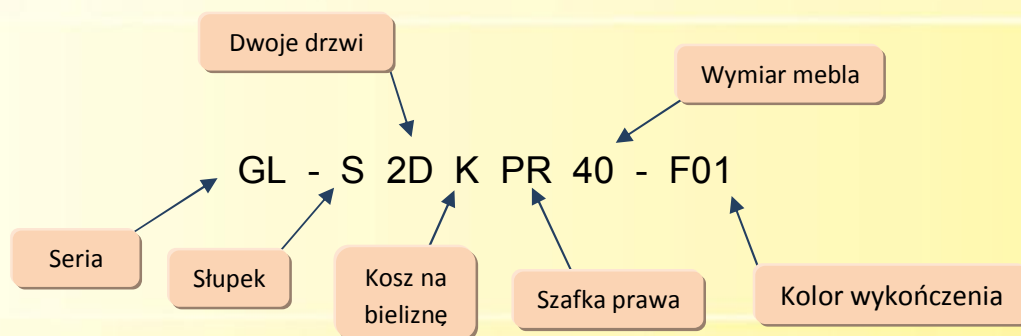 Dwoje drzwi
Wymiar mebla
GL - S 2D K PR 40 - F01
Seria
Słupek
Kosz na
bieliznę
Szafka prawa
Kolor wykończenia